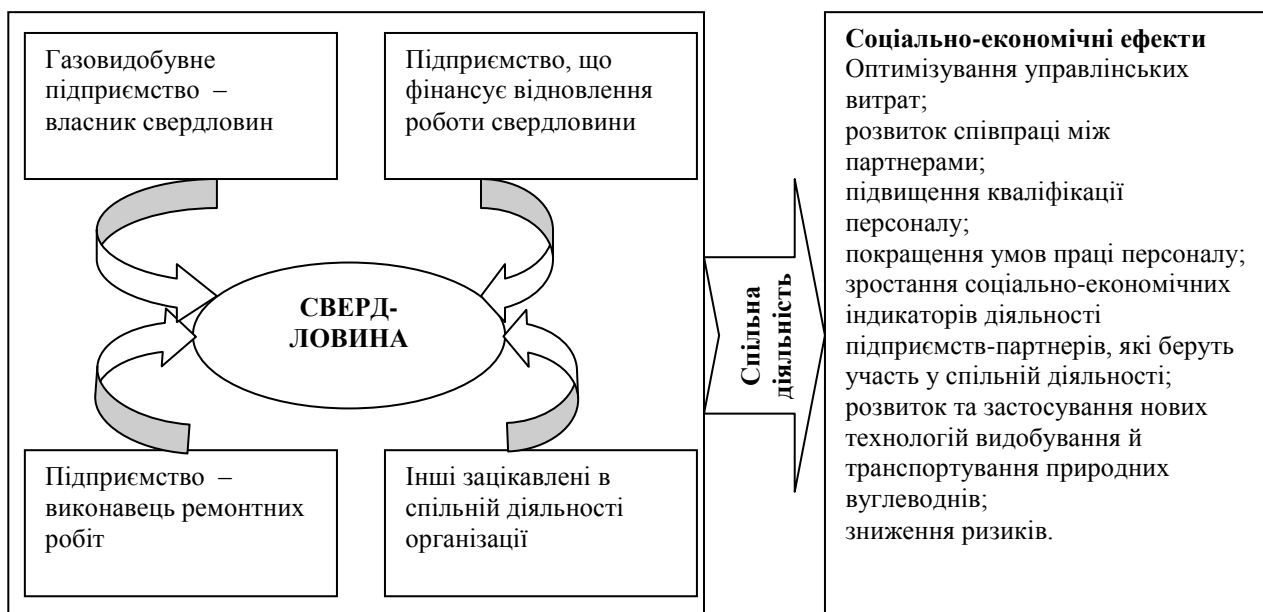 Газовидобувне
підприємство –
власник свердловин
Підприємство, що
фінансує відновлення
роботи свердловини
СВЕРД-
ЛОВИНА
Підприємство –
виконавець ремонтних
робіт
Інші зацікавлені в
спільній діяльності
організації
Спільна
діяльність
Соціально-економічні ефекти
Оптимізування управлінських
витрат;
розвиток співпраці між
партнерами;
підвищення кваліфікації
персоналу;
покращення умов праці персоналу;
зростання соціально-економічних
індикаторів діяльності
підприємств-партнерів, які беруть
участь у спільній діяльності;
розвиток та застосування нових
технологій видобування й
транспортування природних
вуглеводнів;
зниження ризиків.